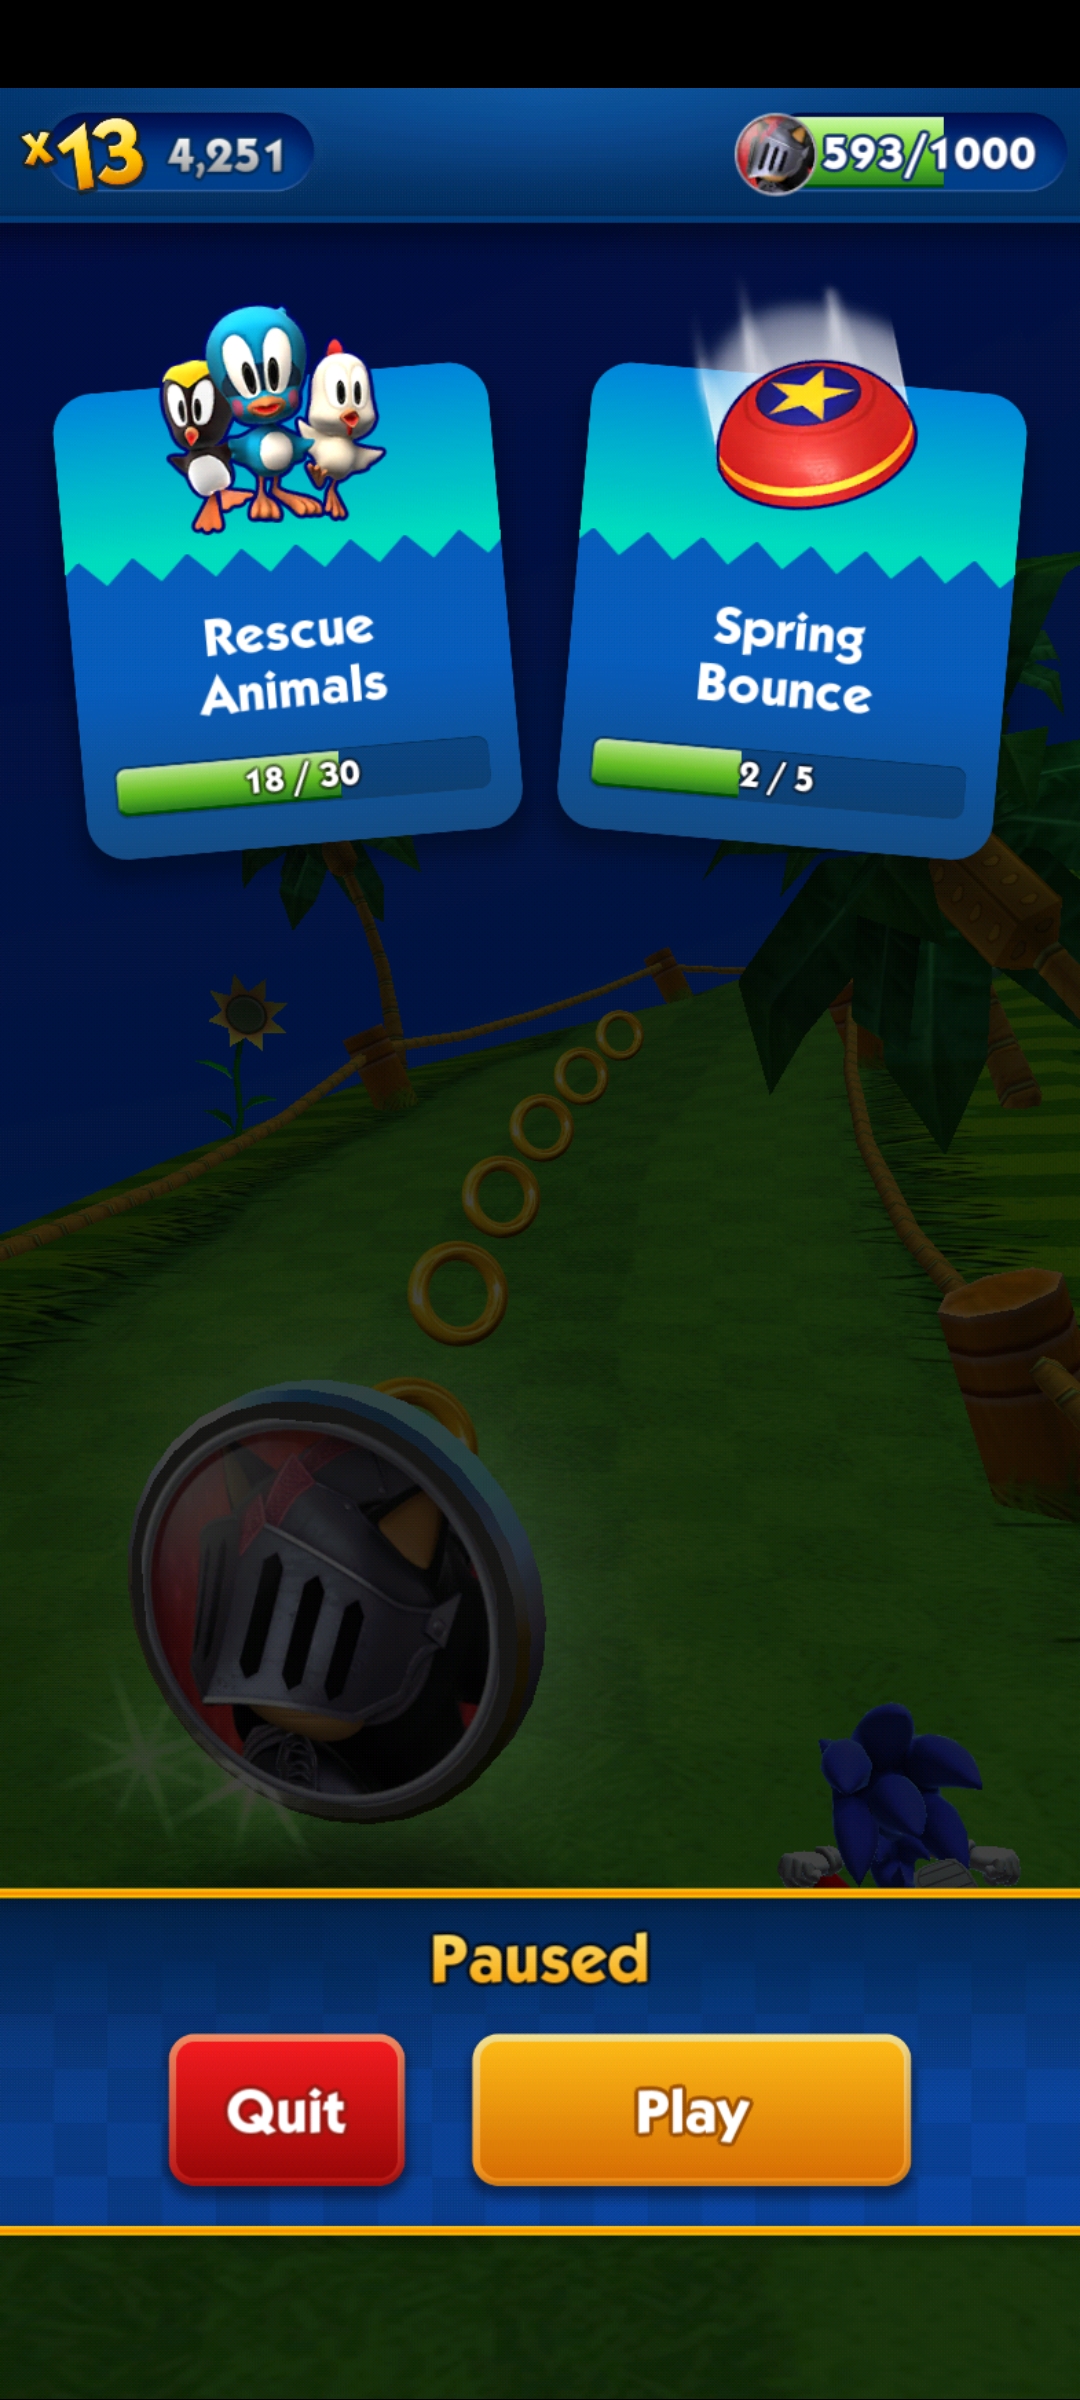 x13 4,251
593/1000
Rescue
Animals
18 / 30
Spring
Bounce
2 / 5
Paused
Quit
Play